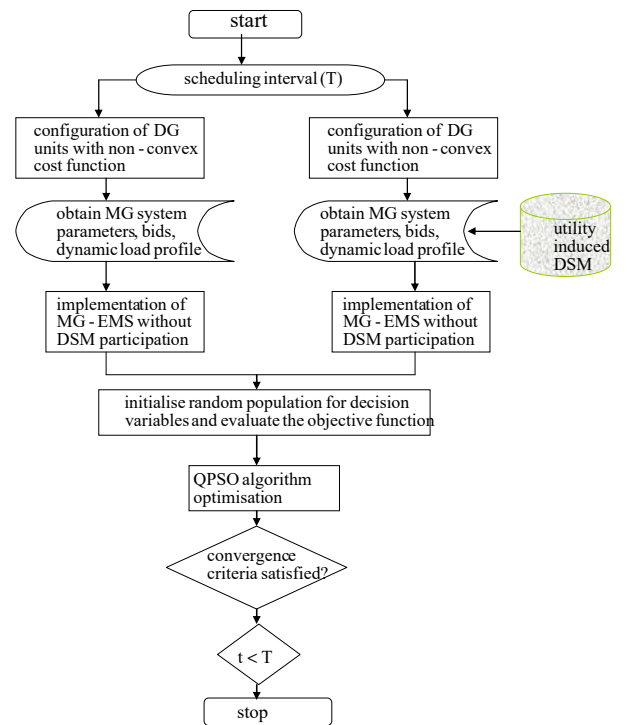 start
scheduling interval (T)
configuration of DG
units with non - convex
cost function
configuration of DG
units with non - convex
cost function
obtain MG system
parameters, bids,
dynamic load profile
obtain MG system
parameters, bids,
dynamic load profile
utility
induced
DSM
implementation of
MG - EMS without
DSM participation
implementation of
MG - EMS without
DSM participation
initialise random population for decision
variables and evaluate the objective function
QPSO algorithm
optimisation
convergence
criteria satisfied?
t < T
stop